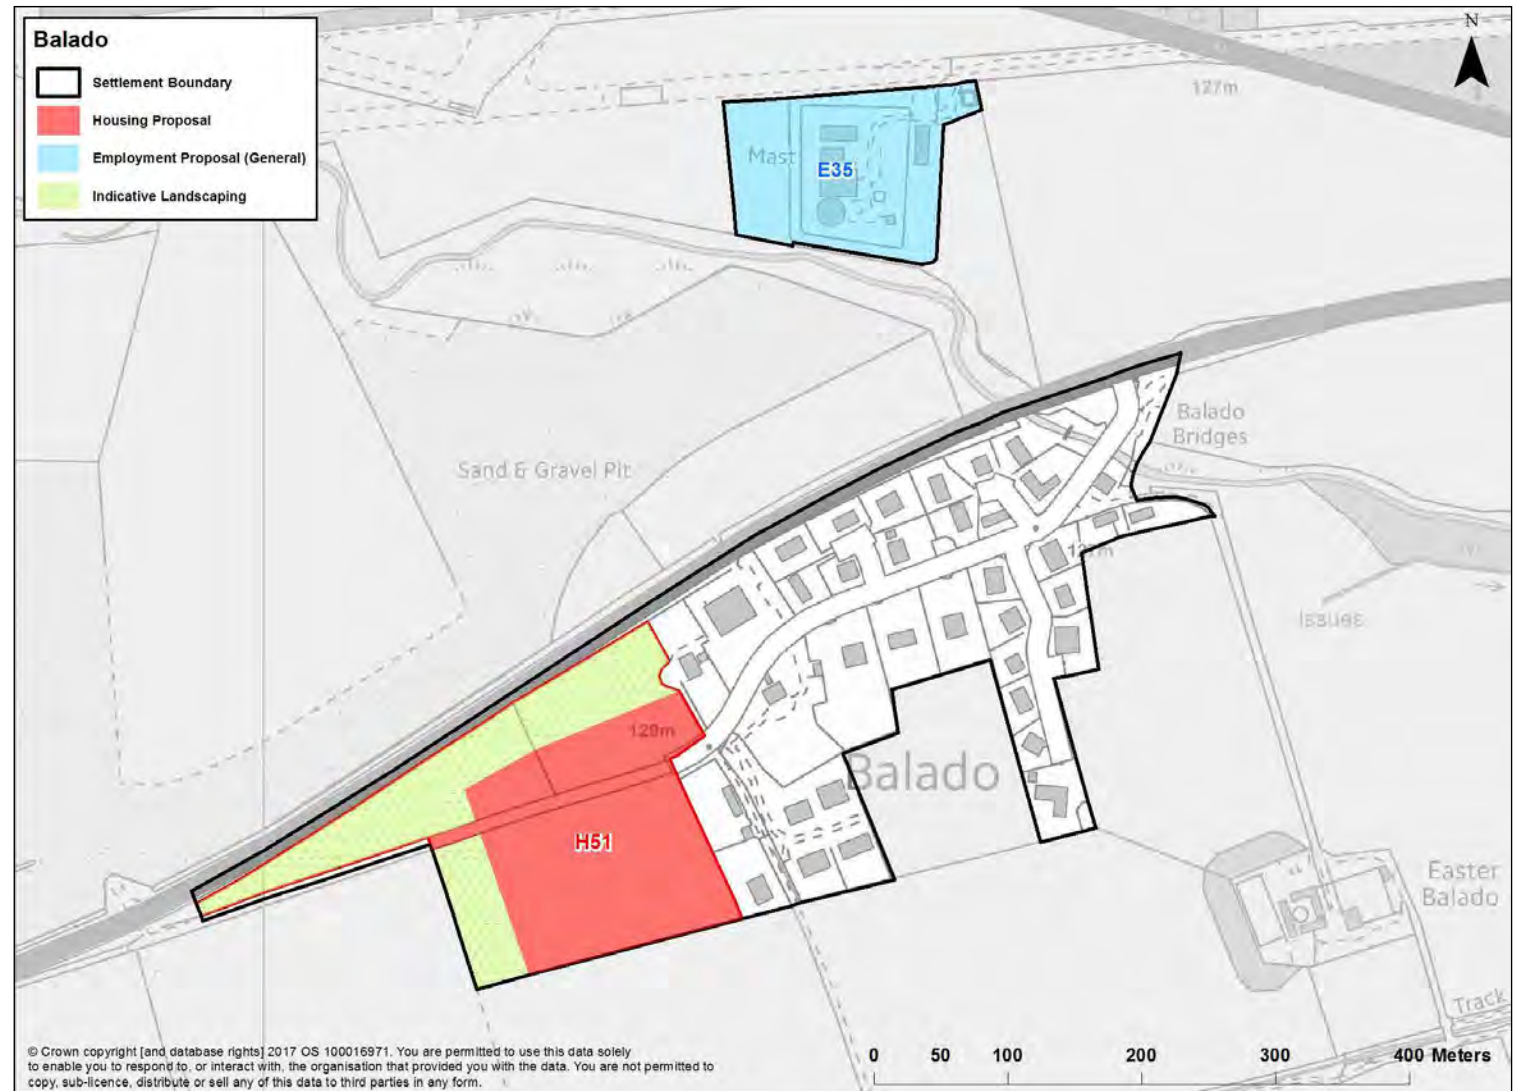 Balado
Settlement Boundary
Housing Proposal
Employment Proposal (General)
Indicative Landscaping
N
127m
Mast
E35
Balado
Bridges
Sand & Gravel Pit
127m
Issues
129m
Balado
H51
Easter
Balado
Track
© Crown copyright [and database rights] 2017 OS 100016971. You are permitted to use this data solely
to enable you to respond to, or interact with, the organisation that provided you with the data. You are not permitted to
copy, sub-licence, distribute or sell any of this data to third parties in any form.
0 50 100 200 300 400 Meters